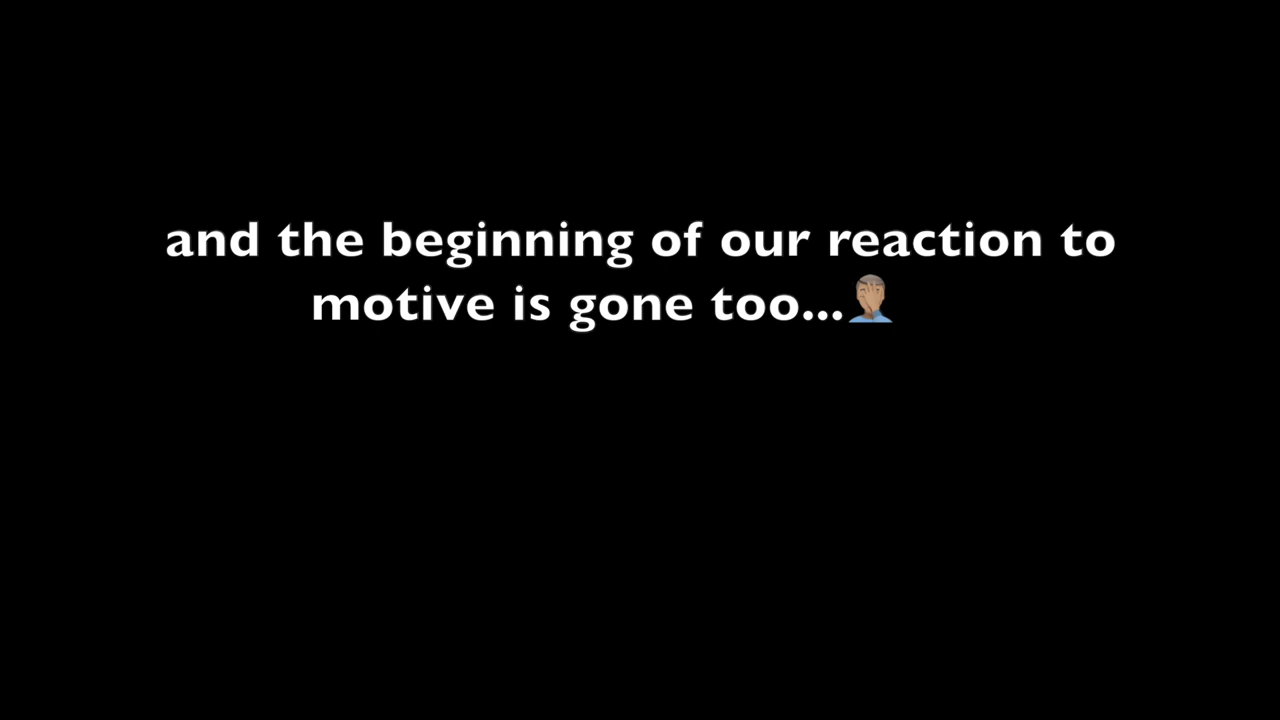 and the beginning of our reaction to
motive is gone too...🤦🏽‍♂️